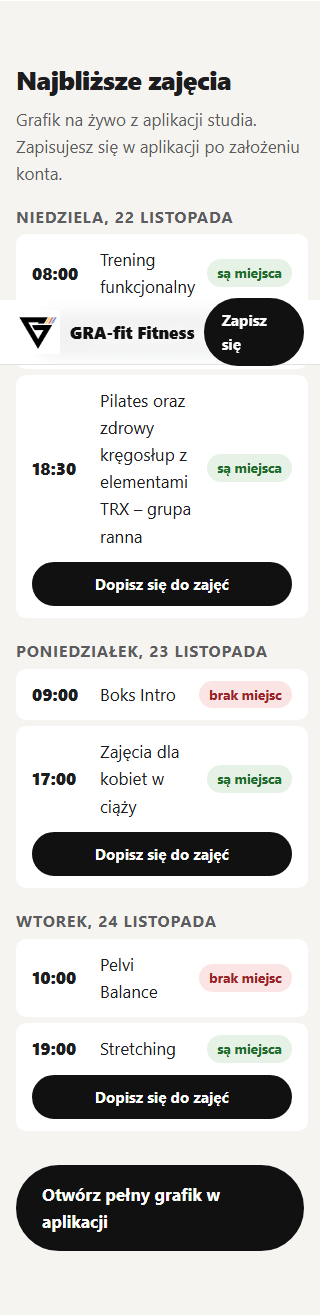 Najbliższe zajęcia
Grafik na żywo z aplikacji studia.
Zapisujesz się w aplikacji po założeniu
konta.
NIEDZIELA, 22 LISTOPADA
08:00
Trening
funkcjonalny
są miejsca
GRA-fit Fitness
Zapisz
się
18:30
Pilates oraz
zdrowy
kręgosłup z
elementami
TRX – grupa
ranna
są miejsca
Dopisz się do zajęć
PONIEDZIAŁEK, 23 LISTOPADA
09:00
Boks Intro
brak miejsc
17:00
Zajęcia dla
kobiet w
ciąży
są miejsca
Dopisz się do zajęć
WTOREK, 24 LISTOPADA
10:00
Pelvi
Balance
brak miejsc
19:00
Stretching
są miejsca
Dopisz się do zajęć
Otwórz pełny grafik w
aplikacji